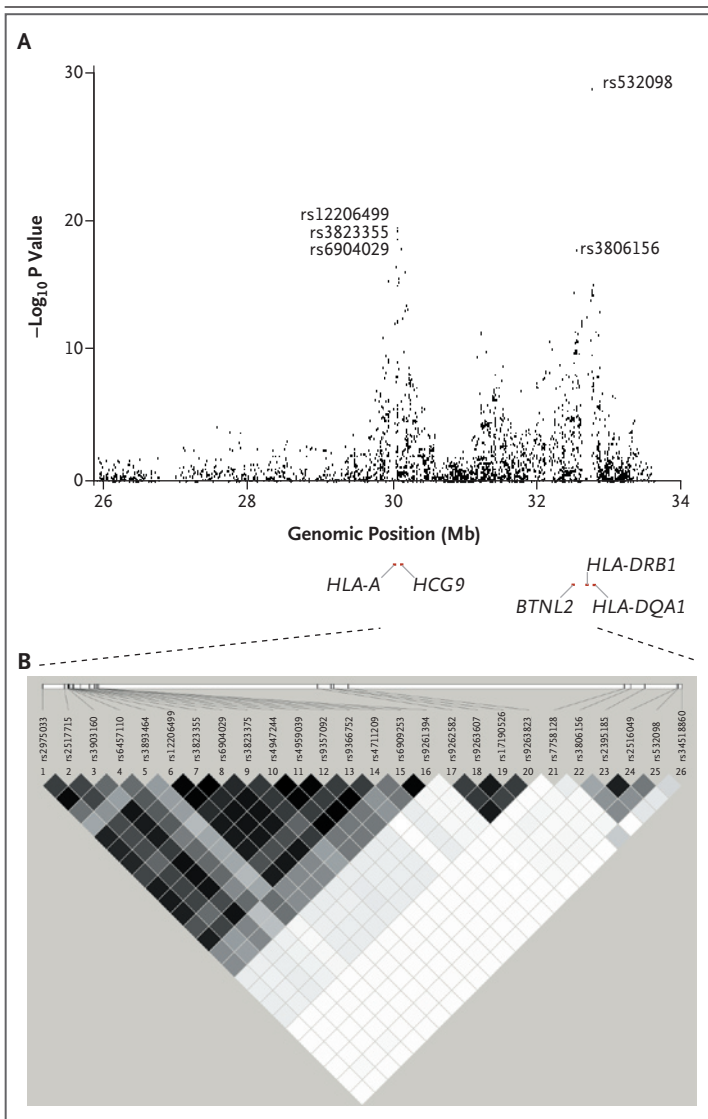 A
30
20
10
0
–Log10 P Value
rs532098
rs12206499
rs3823355
rs6904029
rs3806156
26
28
30
32
34
Genomic Position (Mb)
HLA-DRB1
HLA-A
HCG9
BTNL2
HLA-DQA1
B
rs2975033
rs2517715
rs3903160
rs6457110
rs3893464
rs12206499
rs3823355
rs6904029
rs3823375
rs4947244
rs4959039
rs9357092
rs9366752
rs4711209
rs6909253
rs9261394
rs9262582
rs9263607
rs17190526
rs9263823
rs7758128
rs3806156
rs2395185
rs2516049
rs532098
rs34518860
1 2 3 4 5 6 7 8 9 10 11 12 13 14 15 16 17 18 19 20 21 22 23 24 25 26